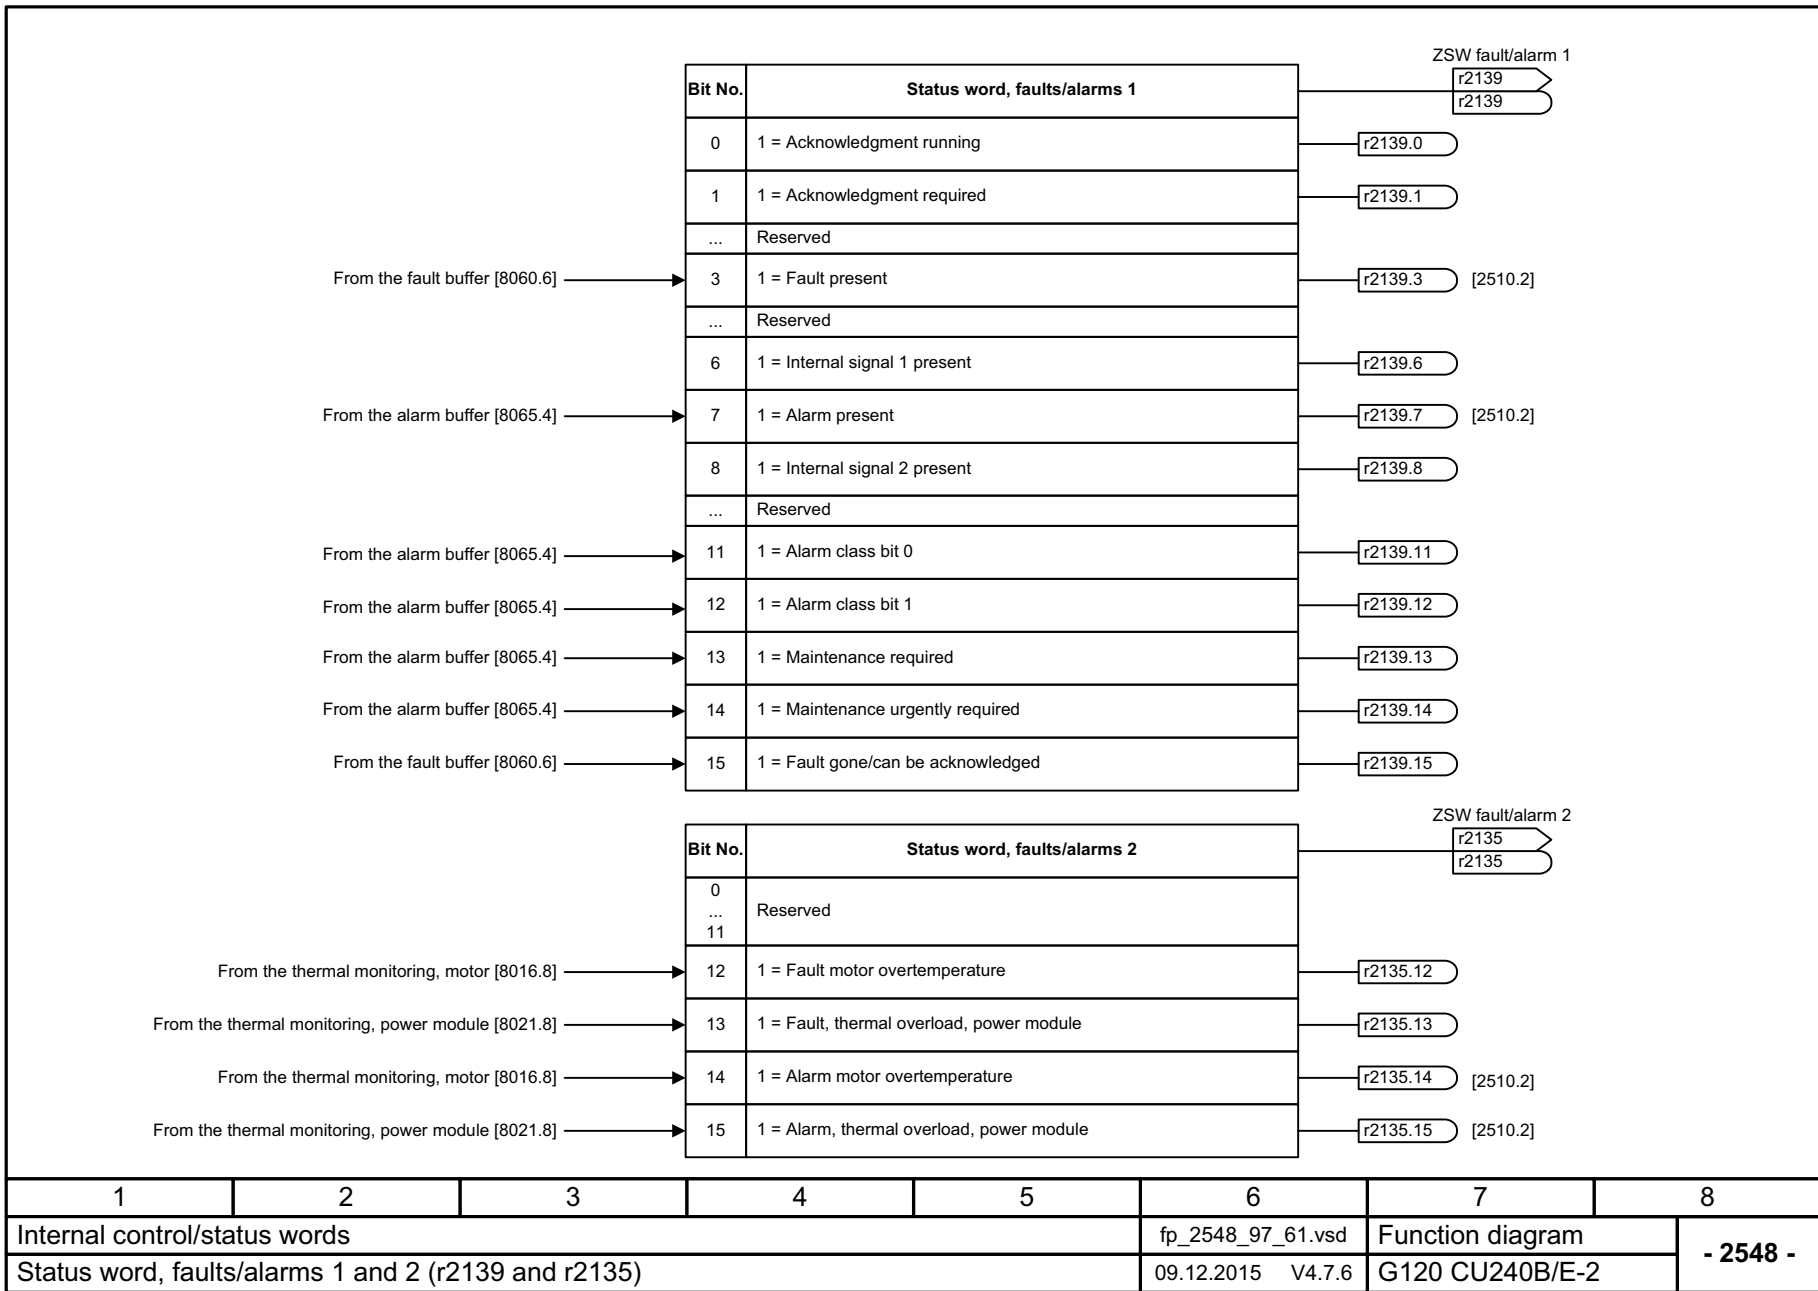 ZSW fault/alarm 1
Bit No. Status word, faults/alarms 1 r2139
r2139
0 1 = Acknowledgment running r2139.0
1 1 = Acknowledgment required r2139.1
... Reserved
From the fault buffer [8060.6] 3 1 = Fault present r2139.3 [2510.2]
... Reserved
6 1 = Internal signal 1 present r2139.6
From the alarm buffer [8065.4] 7 1 = Alarm present r2139.7 [2510.2]
8 1 = Internal signal 2 present r2139.8
... Reserved
From the alarm buffer [8065.4] 11 1 = Alarm class bit 0 r2139.11
From the alarm buffer [8065.4] 12 1 = Alarm class bit 1 r2139.12
From the alarm buffer [8065.4] 13 1 = Maintenance required r2139.13
From the alarm buffer [8065.4] 14 1 = Maintenance urgently required r2139.14
From the fault buffer [8060.6] 15 1 = Fault gone/can be acknowledged r2139.15
ZSW fault/alarm 2
Bit No. Status word, faults/alarms 2 r2135
r2135
0
... Reserved
11
From the thermal monitoring, motor [8016.8] 12 1 = Fault motor overtemperature r2135.12
From the thermal monitoring, power module [8021.8] 13 1 = Fault, thermal overload, power module r2135.13
From the thermal monitoring, motor [8016.8] 14 1 = Alarm motor overtemperature r2135.14 [2510.2]
From the thermal monitoring, power module [8021.8] 15 1 = Alarm, thermal overload, power module r2135.15 [2510.2]
1 2 3 4 5 6 7 8
Internal control/status words fp_2548_97_61.vsd Function diagram - 2548 -
Status word, faults/alarms 1 and 2 (r2139 and r2135) 09.12.2015 V4.7.6 G120 CU240B/E-2